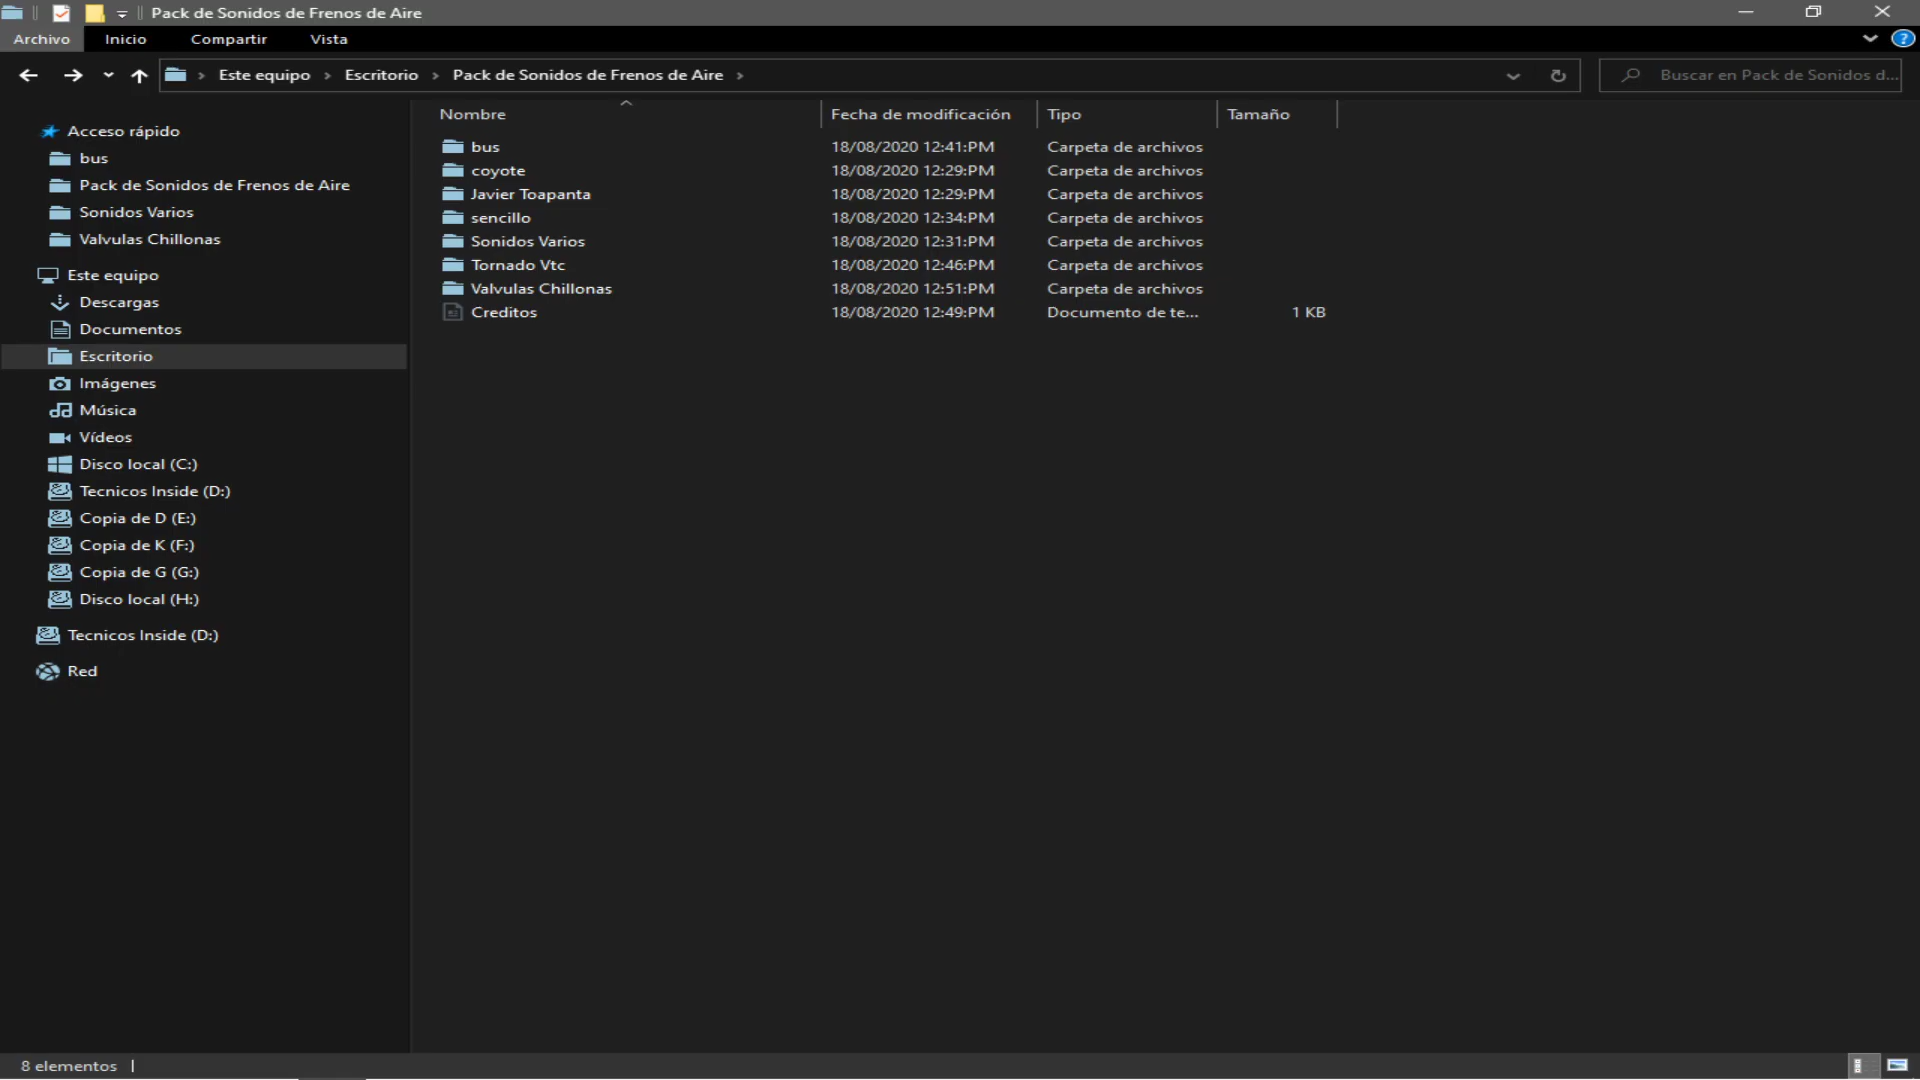 Pack de Sonidos de Frenos de Aire
Archivo Inicio Compartir Vista
Este equipo Escritorio Pack de Sonidos de Frenos de Aire Buscar en Pack de Sonidos d...
Acceso rápido
bus
Pack de Sonidos de Frenos de Aire
Sonidos Varios
Valvulas Chillonas
Este equipo
Descargas
Documentos
Escritorio
Imágenes
Música
Vídeos
Disco local (C:)
Tecnicos Inside (D:)
Copia de D (E:)
Copia de K (F:)
Copia de G (G:)
Disco local (H:)
Tecnicos Inside (D:)
Red
Nombre Fecha de modificación Tipo Tamaño
bus 18/08/2020 12:41:PM Carpeta de archivos
coyote 18/08/2020 12:29:PM Carpeta de archivos
Javier Toapanta 18/08/2020 12:29:PM Carpeta de archivos
sencillo 18/08/2020 12:34:PM Carpeta de archivos
Sonidos Varios 18/08/2020 12:31:PM Carpeta de archivos
Tornado Vtc 18/08/2020 12:46:PM Carpeta de archivos
Valvulas Chillonas 18/08/2020 12:51:PM Carpeta de archivos
Creditos 18/08/2020 12:49:PM Documento de te... 1 KB
8 elementos